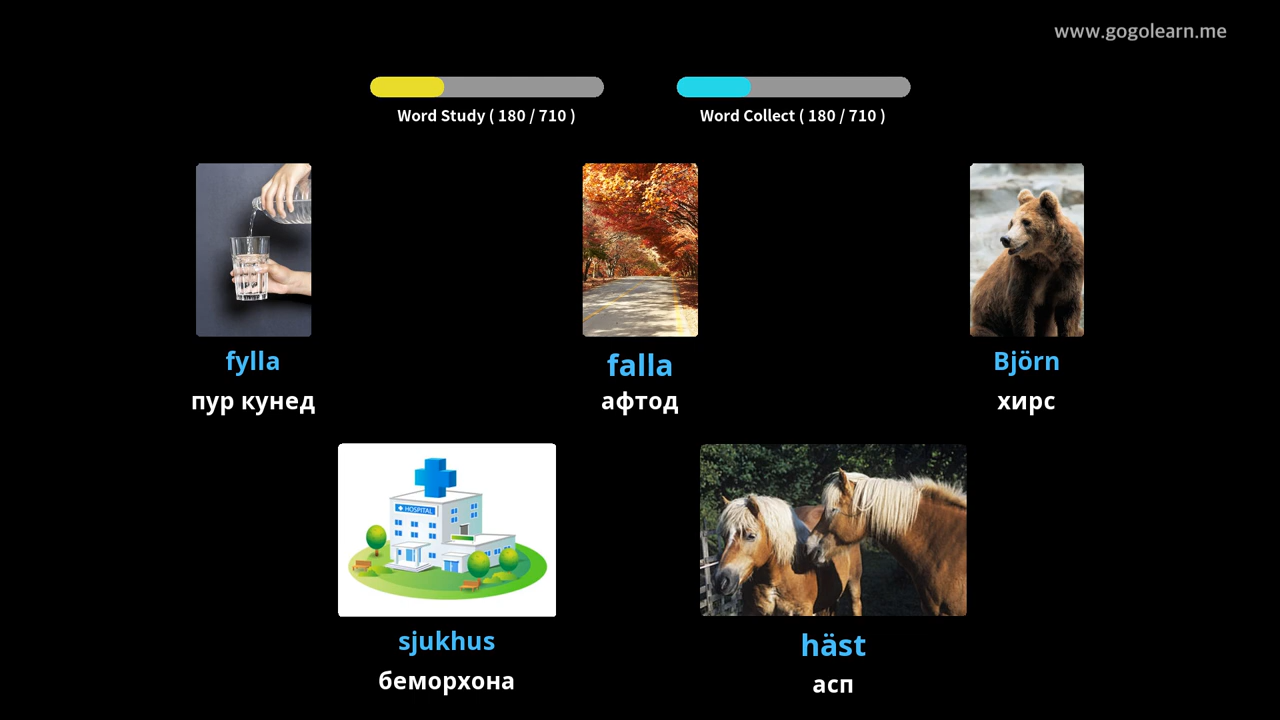 www.gogolearn.me
Word Study ( 180 / 710 )
Word Collect ( 180 / 710 )
fylla
falla
Björn
пур кунед
афтод
хирс
HOSPITAL
sjukhus
häst
беморхона
асп